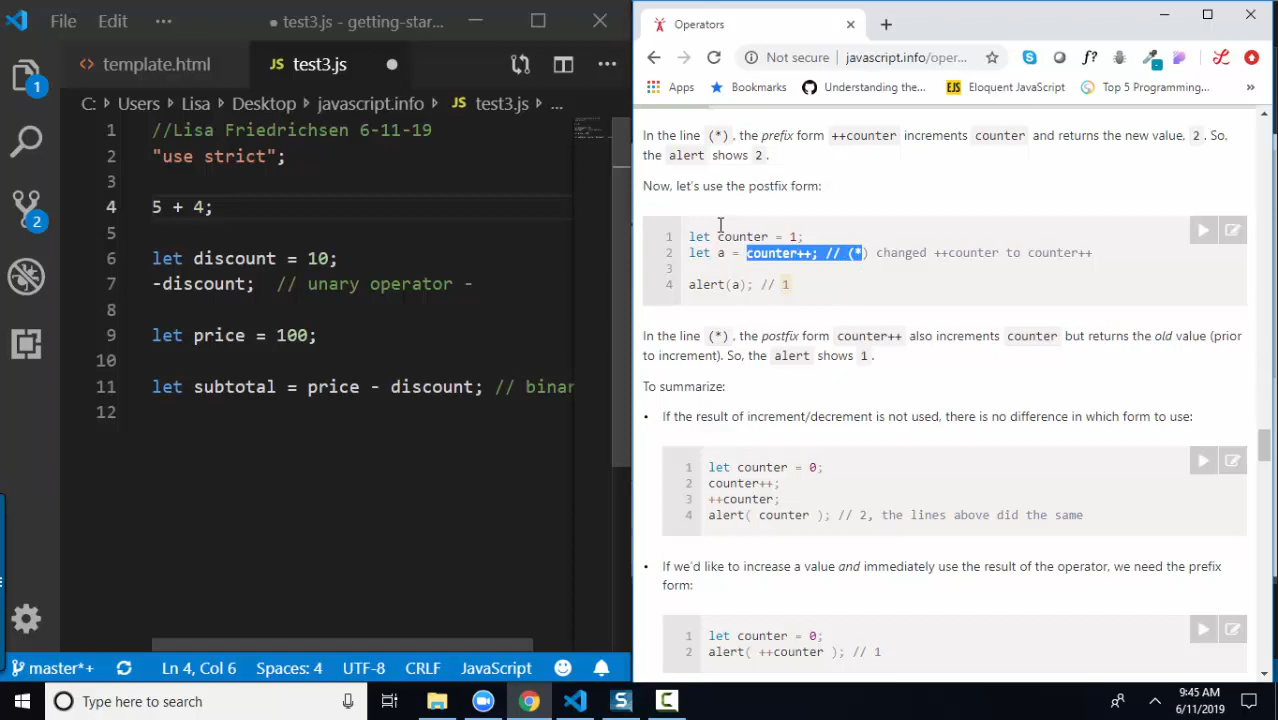 File Edit ··· ● test3.js - getting-star...
template.html
JS test3.js
C: > Users > Lisa > Desktop > javascript.info > JS test3.js > ...
1 //Lisa Friedrichsen 6-11-19
2 "use strict";
3
4 5 + 4;
5
6 let discount = 10;
7 -discount; // unary operator -
8
9 let price = 100;
10
11 let subtotal = price - discount; // binar
12
1
2
master*+ Ln 4, Col 6 Spaces: 4 UTF-8 CRLF JavaScript
Operators
Not secure javascript.info/oper...
f?
Apps Bookmarks Understanding the... EJS Eloquent JavaScript Top 5 Programming... »
In the line (*), the prefix form ++counter increments counter and returns the new value, 2. So,
the alert shows 2.
Now, let's use the postfix form:
1 let counter = 1;
2 let a = counter++; // (*) changed ++counter to counter++
3
4 alert(a); // 1
In the line (*), the postfix form counter++ also increments counter but returns the old value (prior
to increment). So, the alert shows 1.
To summarize:
• If the result of increment/decrement is not used, there is no difference in which form to use:
1 let counter = 0;
2 counter++;
3 ++counter;
4 alert( counter ); // 2, the lines above did the same
• If we'd like to increase a value and immediately use the result of the operator, we need the prefix
form:
1 let counter = 0;
2 alert( ++counter ); // 1
Type here to search
S
C
9:45 AM
6/11/2019